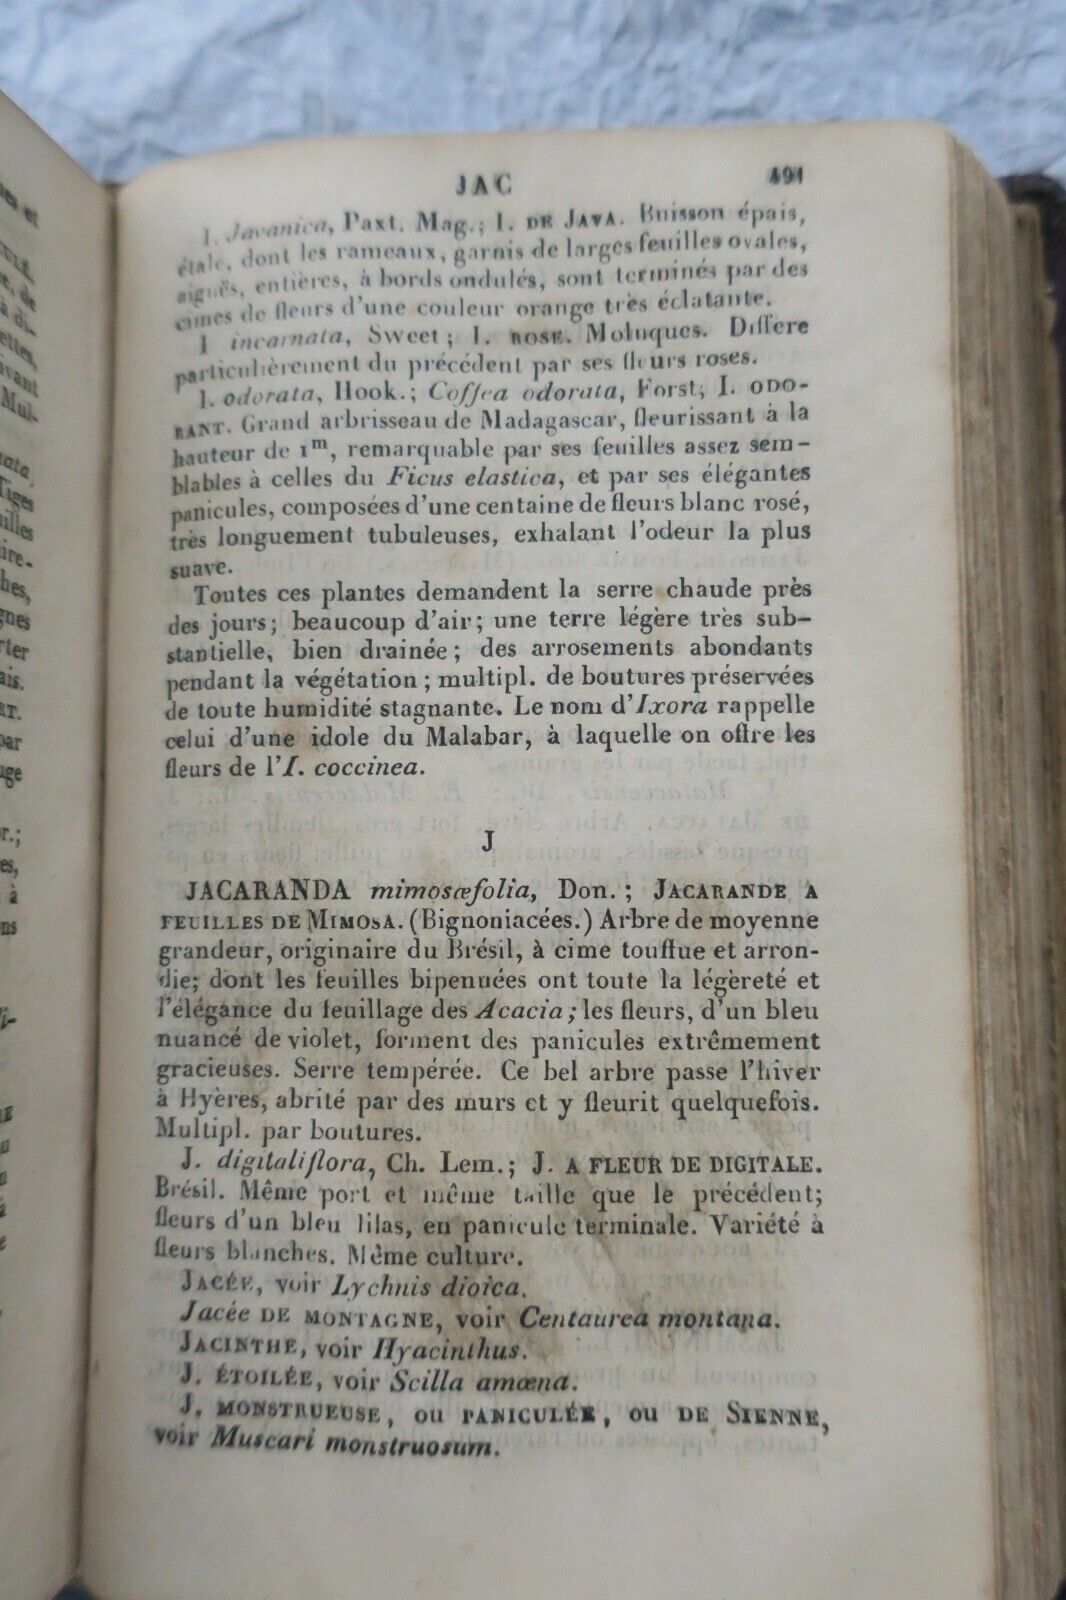 JAC 491
I. Javanica, Paxt. Mag.; I. DE JAVA. Buisson épais,
étalé, dont les rameaux, garnis de larges feuilles ovales,
aiguës, entières, à bords ondulés, sont terminés par des
cimes de fleurs d'une couleur orange très éclatante.
I incarnata, Sweet; I. ROSE. Moluques. Diffère
particulièrement du précédent par ses fleurs roses.
I. odorata, Hook.; Coffea odorata, Forst; I. ODO-
RANT. Grand arbrisseau de Madagascar, fleurissant à la
hauteur de 1m, remarquable par ses feuilles assez sem-
blables à celles du Ficus elastica, et par ses élégantes
panicules, composées d'une centaine de fleurs blanc rosé,
très longuement tubuleuses, exhalant l'odeur la plus
suave.
Toutes ces plantes demandent la serre chaude près
des jours; beaucoup d'air; une terre légère très sub-
stantielle, bien drainée; des arrosements abondants
pendant la végétation; multipl. de boutures préservées
de toute humidité stagnante. Le nom d'Ixora rappelle
celui d'une idole du Malabar, à laquelle on offre les
fleurs de l'I. coccinea.
J
JACARANDA mimosæfolia, Don.; JACARANDE A
FEUILLES DE MIMOSA. (Bignoniacées.) Arbre de moyenne
grandeur, originaire du Brésil, à cime touffue et arron-
die; dont les feuilles bipennées ont toute la légèreté et
l'élégance du feuillage des Acacia; les fleurs, d'un bleu
nuancé de violet, forment des panicules extrêmement
gracieuses. Serre tempérée. Ce bel arbre passe l'hiver
à Hyères, abrité par des murs et y fleurit quelquefois.
Multipl. par boutures.
J. digitaliflora, Ch. Lem.; J. A FLEUR DE DIGITALE.
Brésil. Même port et même taille que le précédent;
fleurs d'un bleu lilas, en panicule terminale. Variété à
fleurs blanches. Même culture.
JACÉE, voir Lychnis dioïca.
Jacée DE MONTAGNE, voir Centaurea montana.
JACINTHE, voir Hyacinthus.
J. ÉTOILÉE, voir Scilla amœna.
J. MONSTRUEUSE, OU PANICULÉE, OU DE SIENNE,
voir Muscari monstruosum.